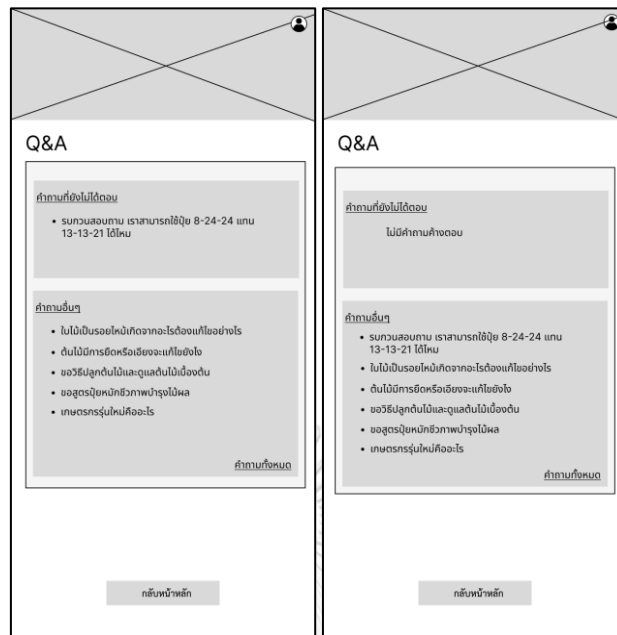 Q&A
คำถามที่ยังไม่ได้ตอบ
• รบกวนสอบถาม เราสามารถใช้ปุ๋ย 8-24-24 แทน
13-13-21 ได้ไหม
คำถามอื่นๆ
• ใบไม้เป็นรอยไหม้เกิดจากอะไรต้องแก้ไขอย่างไร
• ต้นไม้มีการยืดหรือเอียงจะแก้ไขยังไง
• ขอวิธีปลูกต้นไม้และดูแลต้นไม้เบื้องต้น
• ขอสูตรปุ๋ยหมักชีวภาพบำรุงไม้ผล
• เกษตรกรรุ่นใหม่คืออะไร
คำถามทั้งหมด
กลับหน้าหลัก
Q&A
คำถามที่ยังไม่ได้ตอบ
ไม่มีคำถามค้างตอบ
คำถามอื่นๆ
• รบกวนสอบถาม เราสามารถใช้ปุ๋ย 8-24-24 แทน
13-13-21 ได้ไหม
• ใบไม้เป็นรอยไหม้เกิดจากอะไรต้องแก้ไขอย่างไร
• ต้นไม้มีการยืดหรือเอียงจะแก้ไขยังไง
• ขอวิธีปลูกต้นไม้และดูแลต้นไม้เบื้องต้น
• ขอสูตรปุ๋ยหมักชีวภาพบำรุงไม้ผล
• เกษตรกรรุ่นใหม่คืออะไร
คำถามทั้งหมด
กลับหน้าหลัก